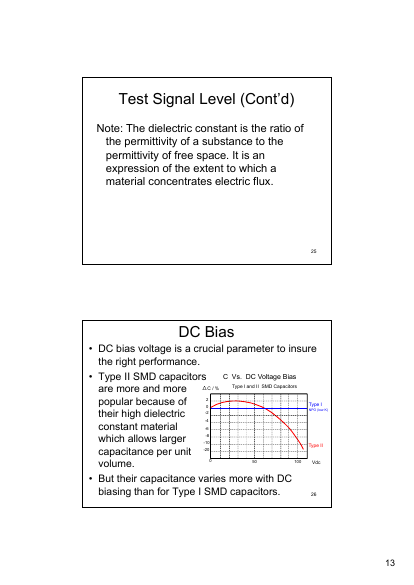 Test Signal Level (Cont'd)
Note: The dielectric constant is the ratio of
the permittivity of a substance to the
permittivity of free space. It is an
expression of the extent to which a
material concentrates electric flux.
25
DC Bias
• DC bias voltage is a crucial parameter to insure
the right performance.
• Type II SMD capacitors
are more and more
popular because of
their high dielectric
constant material
which allows larger
capacitance per unit
volume.
C Vs. DC Voltage Bias
Type I and II SMD Capacitors
△C / %
2
0
-2
-4
-6
-8
-10
-20
0 50 100 Vdc
Type I
Type II
• But their capacitance varies more with DC
biasing than for Type I SMD capacitors.
26
13